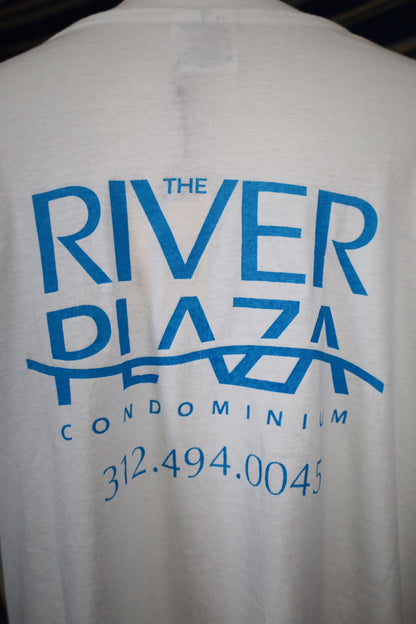 THE
RIVER
PLAZA
CONDOMINIUM
312.494.0045